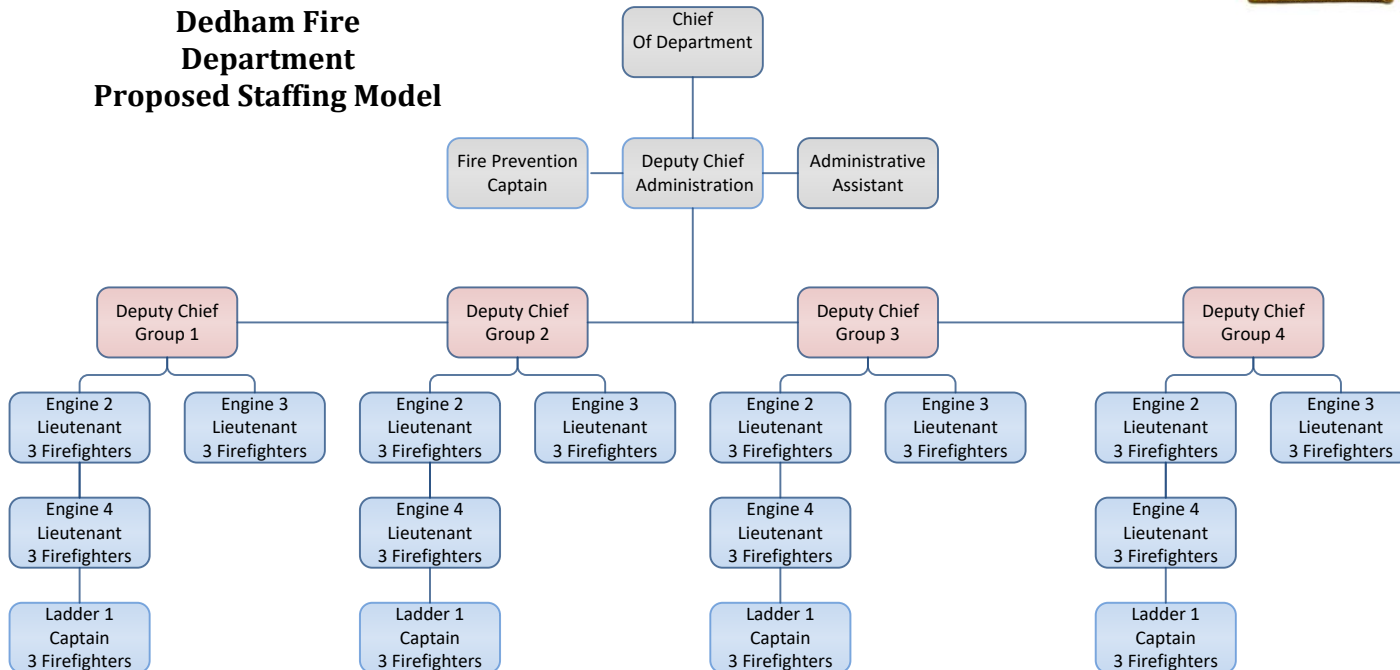 Dedham Fire
Department
Proposed Staffing Model
Chief
Of Department
Fire Prevention
Captain
Deputy Chief
Administration
Administrative
Assistant
Deputy Chief
Group 1
Deputy Chief
Group 2
Deputy Chief
Group 3
Deputy Chief
Group 4
Engine 2
Lieutenant
3 Firefighters
Engine 3
Lieutenant
3 Firefighters
Engine 2
Lieutenant
3 Firefighters
Engine 3
Lieutenant
3 Firefighters
Engine 2
Lieutenant
3 Firefighters
Engine 3
Lieutenant
3 Firefighters
Engine 2
Lieutenant
3 Firefighters
Engine 3
Lieutenant
3 Firefighters
Engine 4
Lieutenant
3 Firefighters
Engine 4
Lieutenant
3 Firefighters
Engine 4
Lieutenant
3 Firefighters
Engine 4
Lieutenant
3 Firefighters
Ladder 1
Captain
3 Firefighters
Ladder 1
Captain
3 Firefighters
Ladder 1
Captain
3 Firefighters
Ladder 1
Captain
3 Firefighters